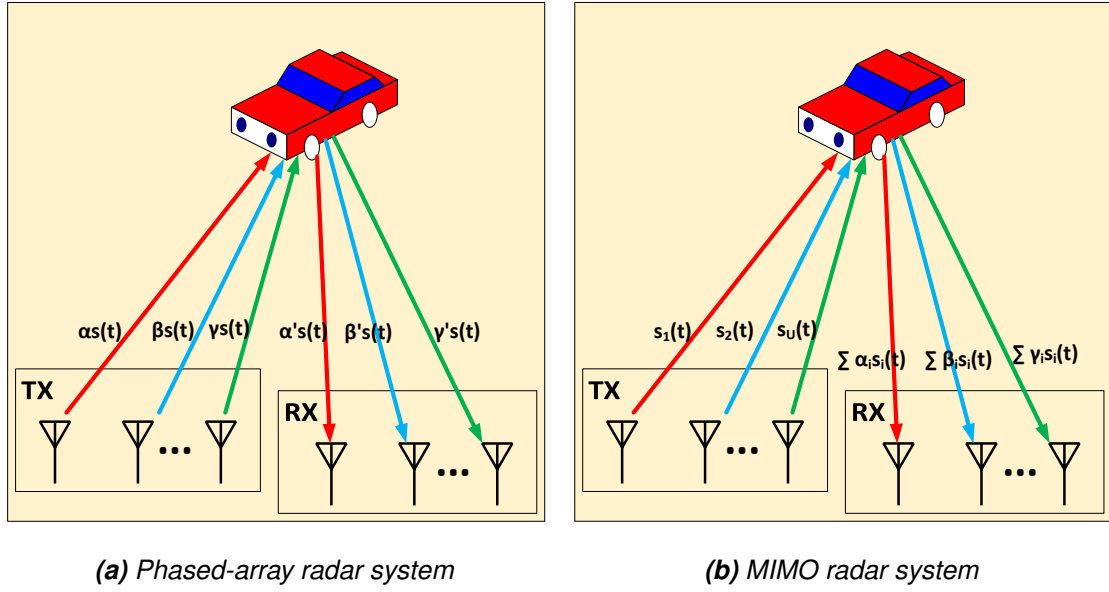 αs(t) βs(t) γs(t) α's(t) β's(t) γ's(t)
TX
RX
(a) Phased-array radar system
s₁(t) s₂(t) s_U(t)
∑ αᵢsᵢ(t) ∑ βᵢsᵢ(t) ∑ γᵢsᵢ(t)
TX
RX
(b) MIMO radar system